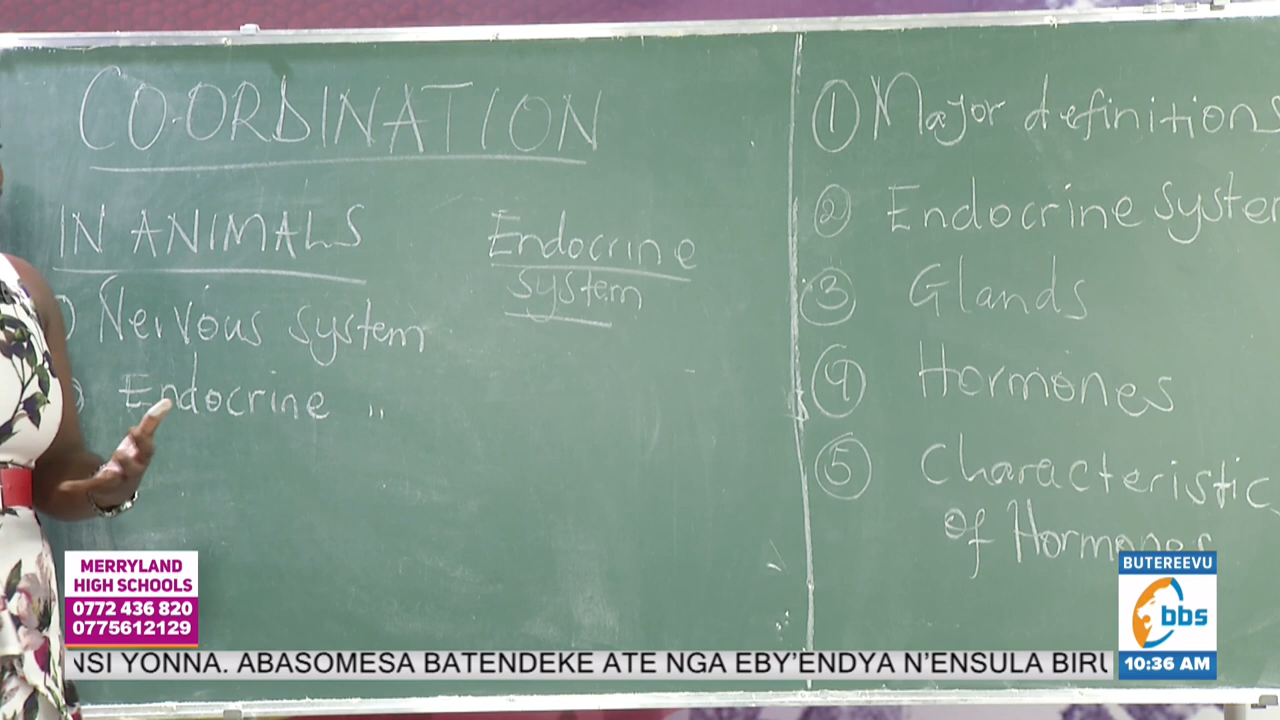 CO-ORDINATION
IN ANIMALS
) Nervous system
) Endocrine "
Endocrine
system
① Major definitions
② Endocrine system
③ Glands
④ Hormones
⑤ Characteristics
of Hormones
MERRYLAND
HIGH SCHOOLS
0772 436 820
0775612129
BUTEREEVU
bbs
10:36 AM
NSI YONNA. ABASOMESA BATENDEKE ATE NGA EBY'ENDYA N'ENSULA BIRU